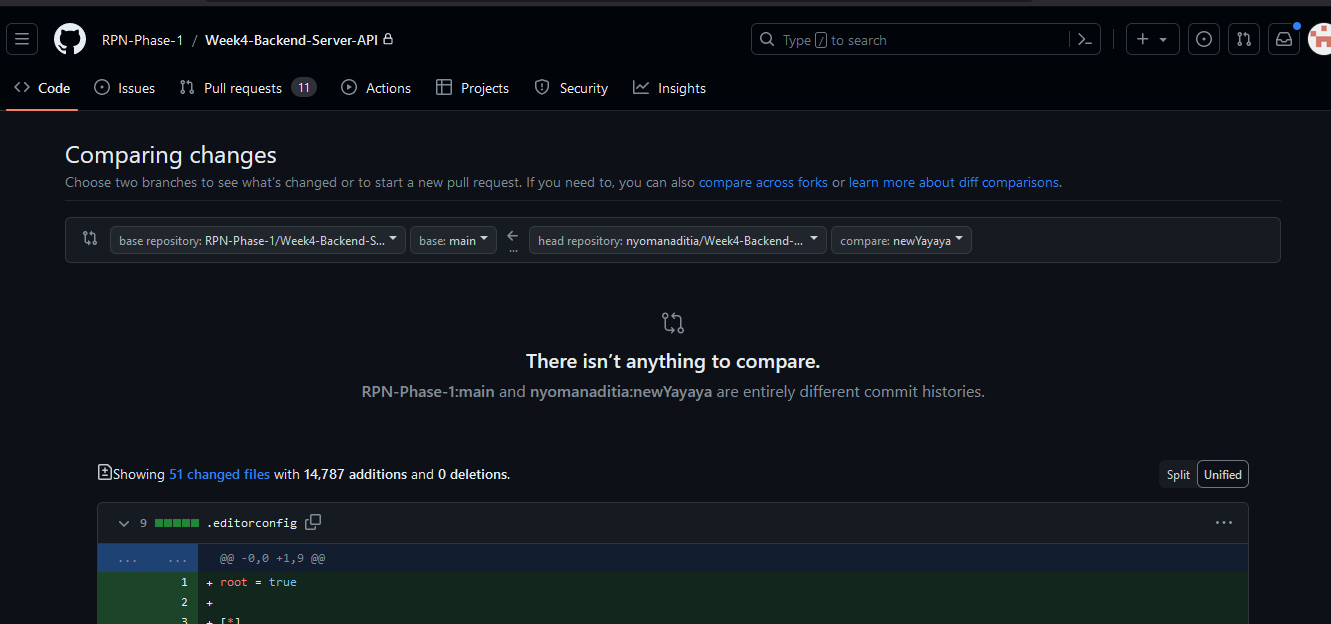 RPN-Phase-1 / Week4-Backend-Server-API
Type / to search
Code Issues Pull requests 11 Actions Projects Security Insights
Comparing changes
Choose two branches to see what's changed or to start a new pull request. If you need to, you can also compare across forks or learn more about diff comparisons.
base repository: RPN-Phase-1/Week4-Backend-S... base: main ... head repository: nyomanaditia/Week4-Backend-... compare: newYayaya
There isn't anything to compare.
RPN-Phase-1:main and nyomanaditia:newYayaya are entirely different commit histories.
Showing 51 changed files with 14,787 additions and 0 deletions.
Split Unified
9 .editorconfig
... ... @@ -0,0 +1,9 @@
1 + root = true
2 +
3 + [*]